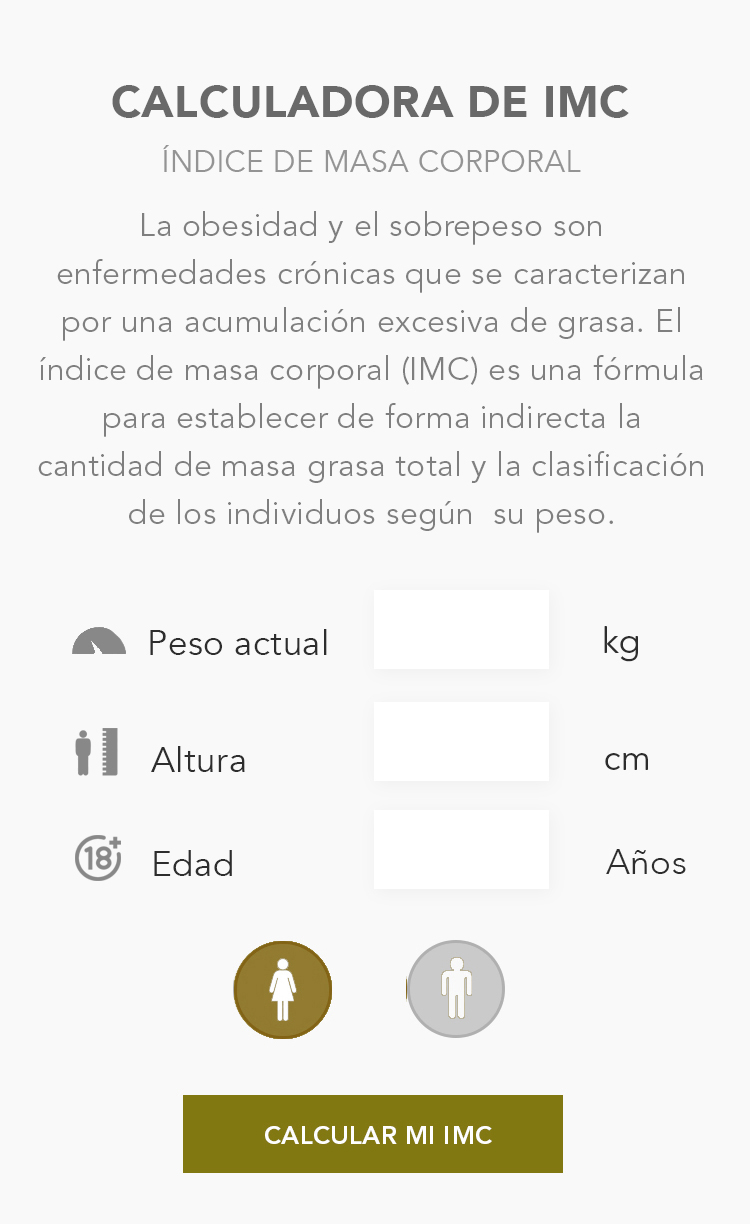 CALCULADORA DE IMC
ÍNDICE DE MASA CORPORAL
La obesidad y el sobrepeso son
enfermedades crónicas que se caracterizan
por una acumulación excesiva de grasa. El
índice de masa corporal (IMC) es una fórmula
para establecer de forma indirecta la
cantidad de masa grasa total y la clasificación
de los individuos según  su peso.
Peso actual kg
Altura cm
18+ Edad Años
CALCULAR MI IMC